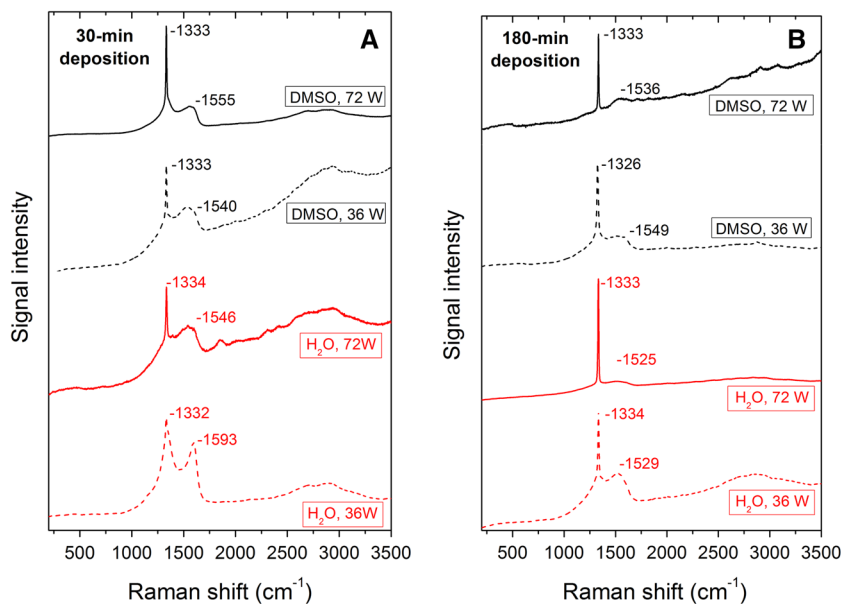 30-min
deposition
A
-1333
-1555
DMSO, 72 W
-1333
-1540
DMSO, 36 W
-1334
-1546
H₂O, 72W
-1332
-1593
H₂O, 36W
500 1000 1500 2000 2500 3000 3500
Raman shift (cm⁻¹)
Signal intensity
180-min
deposition
B
-1333
-1536
DMSO, 72 W
-1326
-1549
DMSO, 36 W
-1333
-1525
H₂O, 72 W
-1334
-1529
H₂O, 36 W
500 1000 1500 2000 2500 3000 3500
Raman shift (cm⁻¹)
Signal intensity